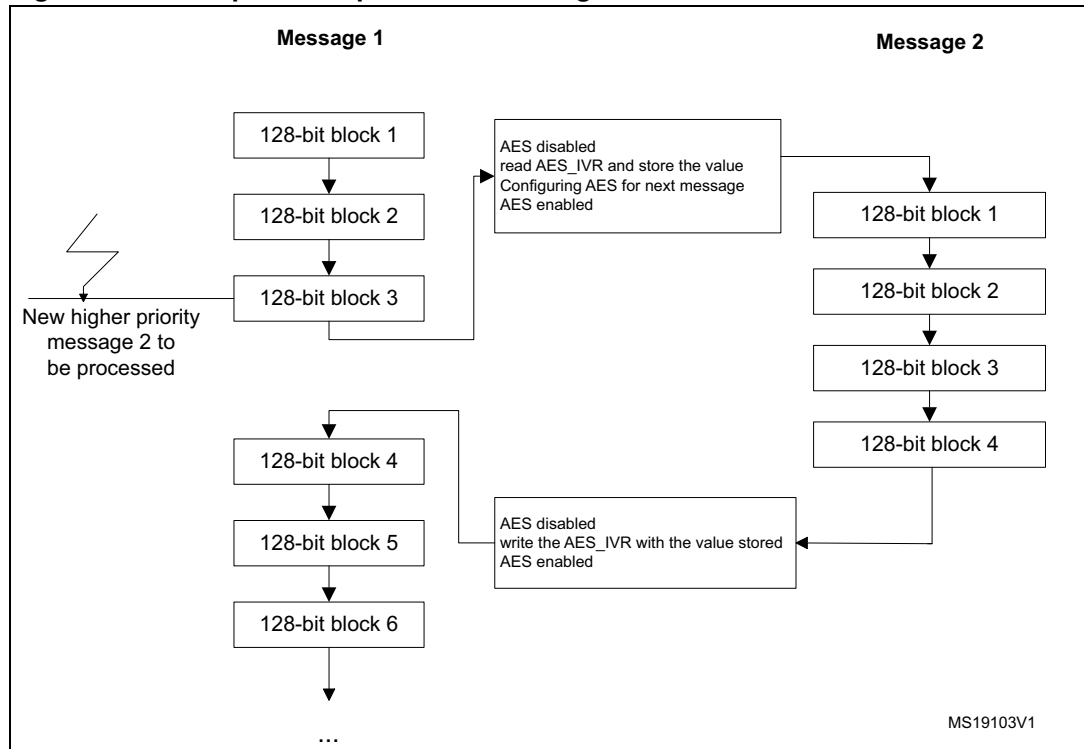 Message 1
Message 2
128-bit block 1
128-bit block 2
128-bit block 3
New higher priority
message 2 to
be processed
AES disabled
read AES_IVR and store the value
Configuring AES for next message
AES enabled
128-bit block 1
128-bit block 2
128-bit block 3
128-bit block 4
AES disabled
write the AES_IVR with the value stored
AES enabled
128-bit block 4
128-bit block 5
128-bit block 6
...
MS19103V1